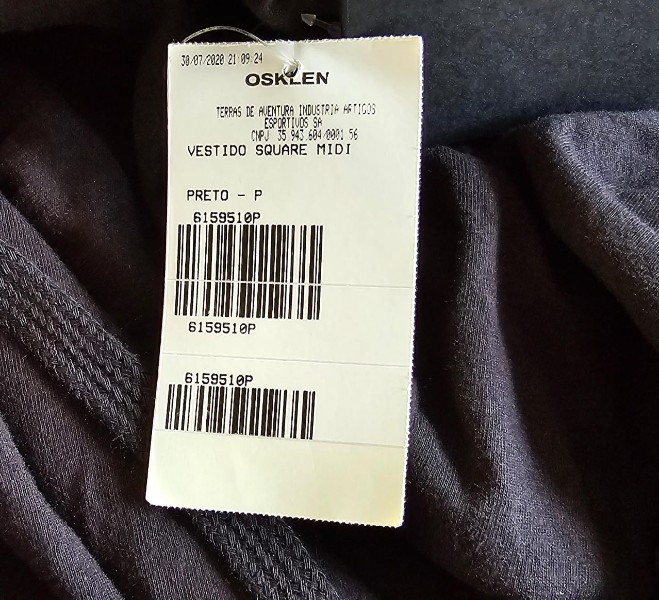 30/07/2020 21:09:24
OSKLEN
TERRAS DE AVENTURA INDUSTRIA ARTIGOS
ESPORTIVOS SA
CNPJ 35.943.604/0001 56
VESTIDO SQUARE MIDI
PRETO - P
6159510P
6159510P
6159510P